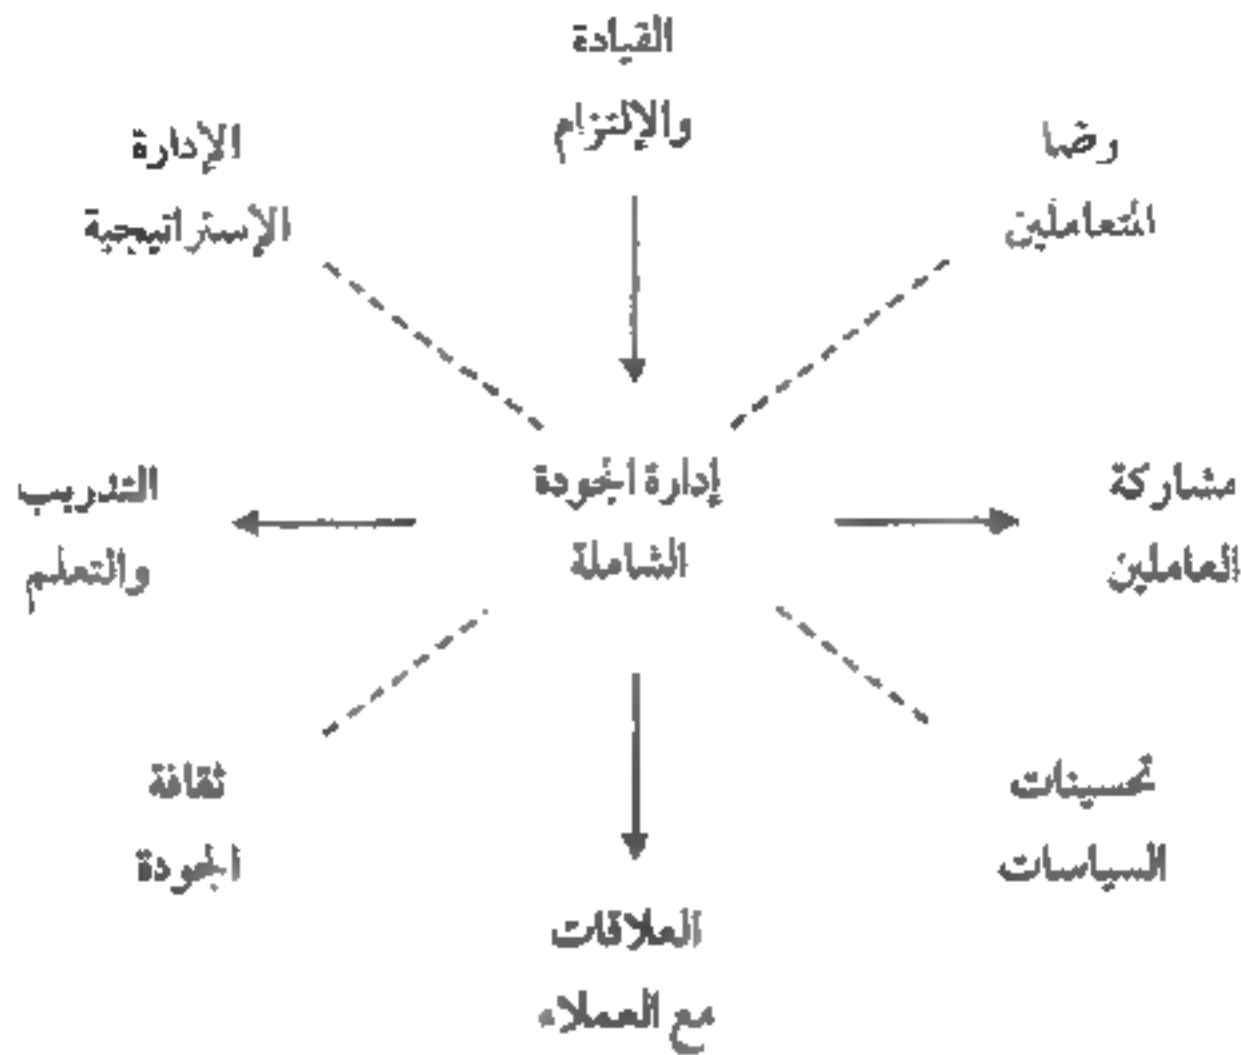 القيادة
والإلتزام
رضا
المتعاملين
الإدارة
الإستراتيجية
مشاركة
العاملين
إدارة الجودة
الشاملة
التدريب
والتعلم
تحسينات
السياسات
ثقافة
الجودة
العلاقات
مع العملاء